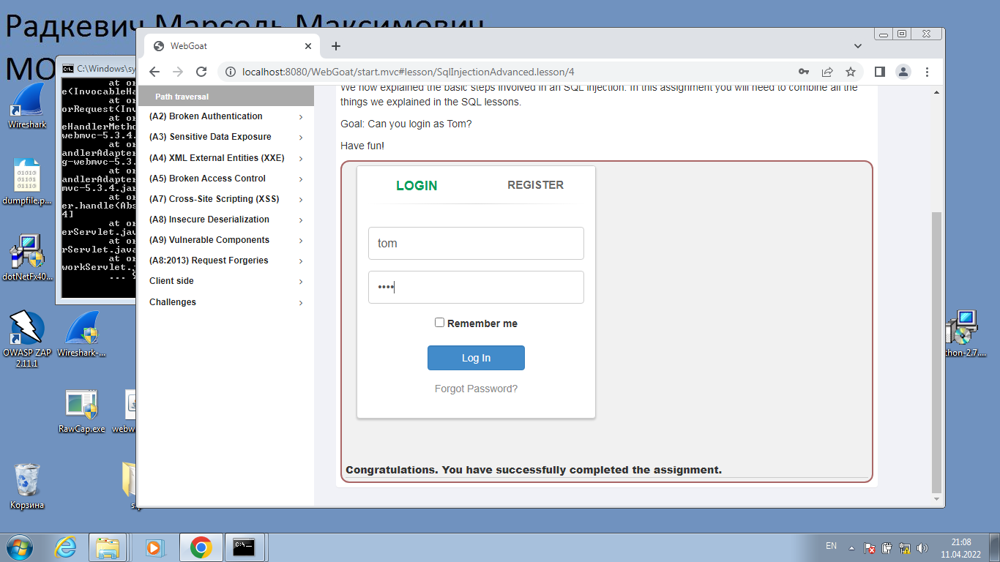 Радкевич Марсель Максимович
МО
WebGoat
C:\Windows\sy
localhost:8080/WebGoat/start.mvc#lesson/SqlInjectionAdvanced.lesson/4
at or
e(InvocableHa
at or
orRequest(Inv
at or
eHandlerMetho
webmvc-5.3.4.
at or
andlerAdapter
g-webmvc-5.3.
at or
andlerAdapter
mvc-5.3.4.jar
at or
er.handle(Abs
4]
at or
erServlet.jav
at or
rServlet.java
at or
workServlet.j
... 9
Path traversal
(A2) Broken Authentication
(A3) Sensitive Data Exposure
(A4) XML External Entities (XXE)
(A5) Broken Access Control
(A7) Cross-Site Scripting (XSS)
(A8) Insecure Deserialization
(A9) Vulnerable Components
(A8:2013) Request Forgeries
Client side
Challenges
We now explained the basic steps involved in an SQL injection. In this assignment you will need to combine all the
things we explained in the SQL lessons.
Goal: Can you login as Tom?
Have fun!
LOGIN
REGISTER
tom
••••
Remember me
Log In
Forgot Password?
Congratulations. You have successfully completed the assignment.
Wireshark
01010
01101
01110
dumpfile.p...
dotNetFx40...
OWASP ZAP
2.11.1
Wireshark-...
RawCap.exe
webw
Корзина
thon-2.7....
EN
21:08
11.04.2022